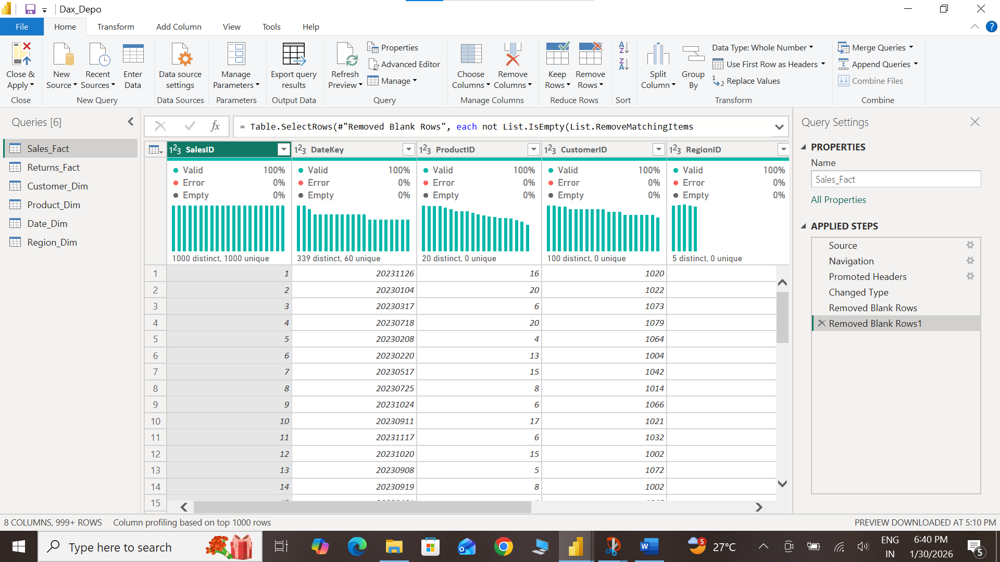 Dax_Depo
File Home Transform Add Column View Tools Help
Close & Apply
New Source
Recent Sources
Enter Data
Data source settings
Manage Parameters
Export query results
Refresh Preview
Properties
Advanced Editor
Manage
Choose Columns
Remove Columns
Keep Rows
Remove Rows
Split Column
Group By
Data Type: Whole Number
Use First Row as Headers
Replace Values
Merge Queries
Append Queries
Combine Files
Close New Query Data Sources Parameters Output Data Query Manage Columns Reduce Rows Sort Transform Combine
Queries [6]
Sales_Fact
Returns_Fact
Customer_Dim
Product_Dim
Date_Dim
Region_Dim
fx = Table.SelectRows(#"Removed Blank Rows", each not List.IsEmpty(List.RemoveMatchingItems
SalesID DateKey ProductID CustomerID RegionID
Valid 100% Valid 100% Valid 100% Valid 100% Valid 100%
Error 0% Error 0% Error 0% Error 0% Error 0%
Empty 0% Empty 0% Empty 0% Empty 0% Empty 0%
1000 distinct, 1000 unique 339 distinct, 60 unique 20 distinct, 0 unique 100 distinct, 0 unique 5 distinct, 0 unique
1 1 20231126 16 1020
2 2 20230104 20 1022
3 3 20230317 6 1073
4 4 20230718 20 1079
5 5 20230208 4 1064
6 6 20230220 13 1004
7 7 20230517 15 1042
8 8 20230725 8 1014
9 9 20231024 6 1066
10 10 20230911 17 1021
11 11 20231117 6 1032
12 12 20231020 15 1002
13 13 20230908 5 1072
14 14 20230919 8 1002
15
Query Settings
PROPERTIES
Name
Sales_Fact
All Properties
APPLIED STEPS
Source
Navigation
Promoted Headers
Changed Type
Removed Blank Rows
Removed Blank Rows1
8 COLUMNS, 999+ ROWS Column profiling based on top 1000 rows
PREVIEW DOWNLOADED AT 5:10 PM
Type here to search
5
27°C
ENG
IN
6:40 PM
1/30/2026
5